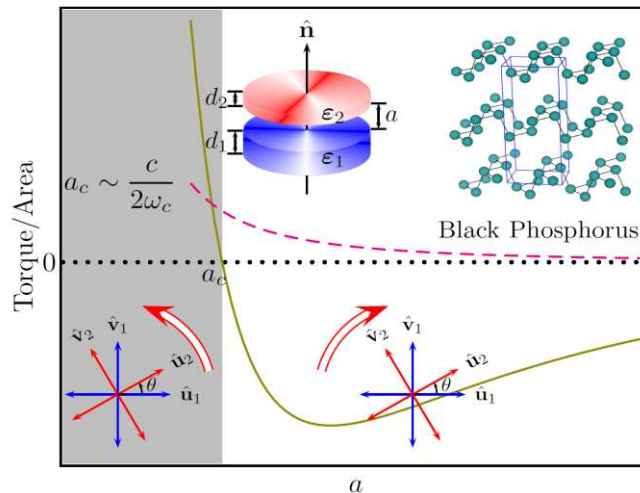 n̂
d₂
ε₂
a
d₁
ε₁
a_c ∼ c/2ω_c
Black Phosphorus
Torque/Area
0
a_c
v̂₂
v̂₁
û₂
θ
û₁
v̂₂
v̂₁
û₂
θ
û₁
a